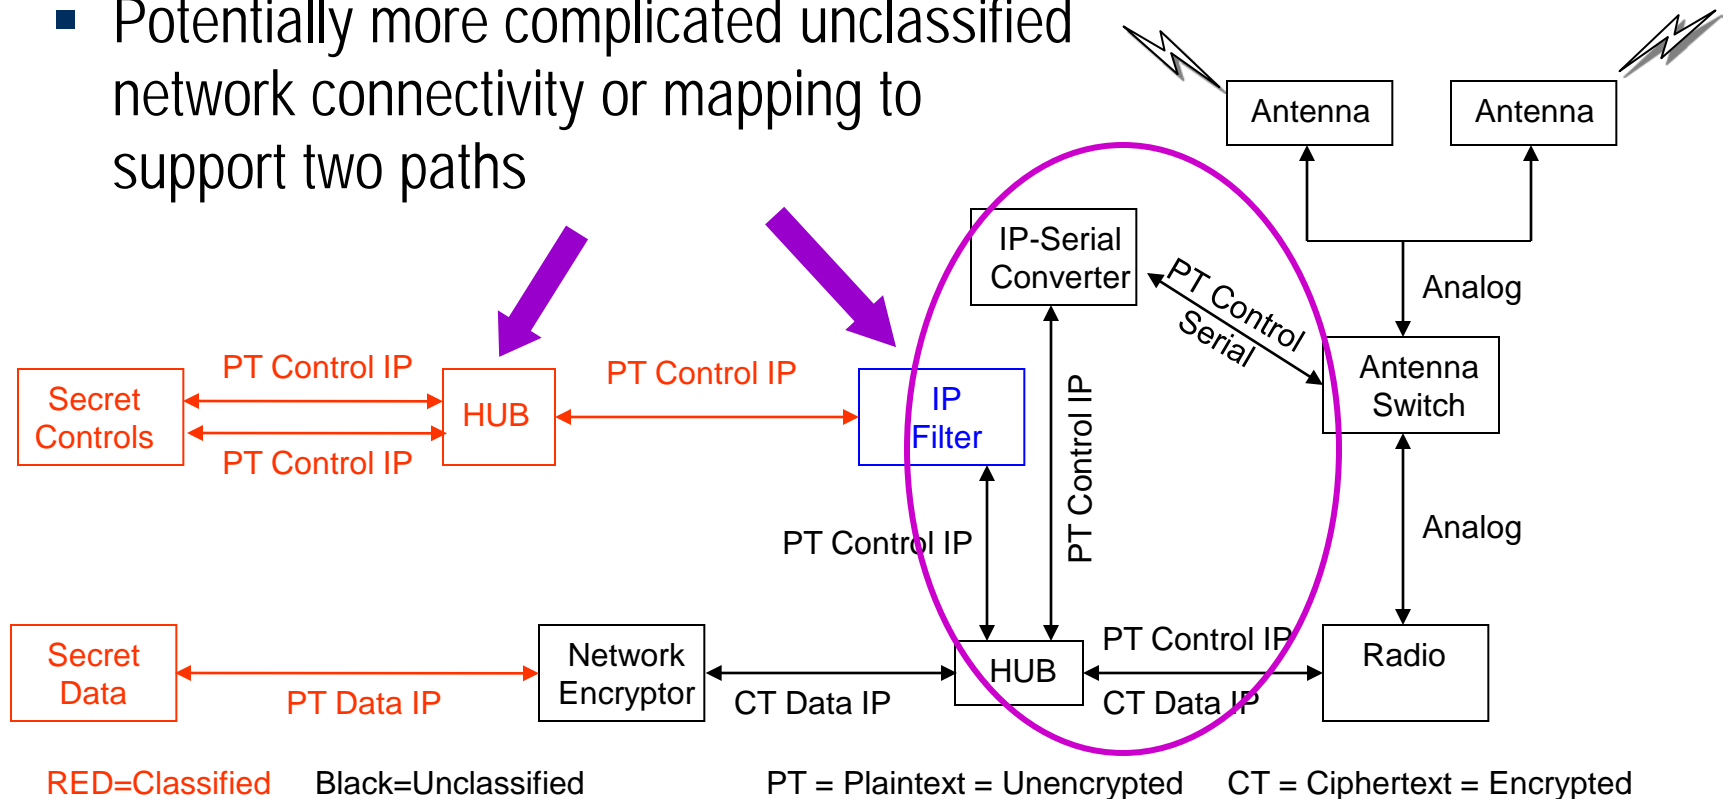 ▪ Potentially more complicated unclassified
network connectivity or mapping to
support two paths
Antenna
Antenna
IP-Serial
Converter
PT Control
Serial
Analog
PT Control IP
PT Control IP
Secret
Controls
HUB
IP
Filter
Antenna
Switch
PT Control IP
PT Control IP
PT Control IP
Analog
Secret
Data
PT Data IP
Network
Encryptor
CT Data IP
HUB
PT Control IP
CT Data IP
Radio
RED=Classified
Black=Unclassified
PT = Plaintext = Unencrypted
CT = Ciphertext = Encrypted